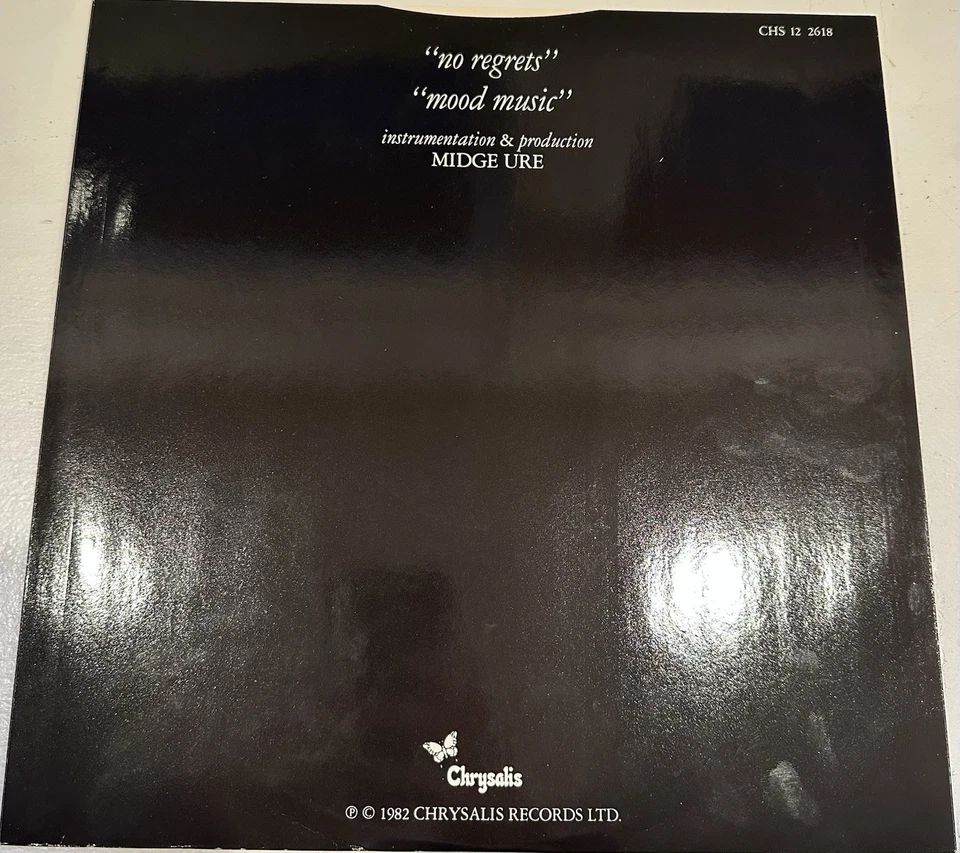 CHS 12 2618
“no regrets”
“mood music”
instrumentation & production
MIDGE URE
Chrysalis
℗ © 1982 CHRYSALIS RECORDS LTD.